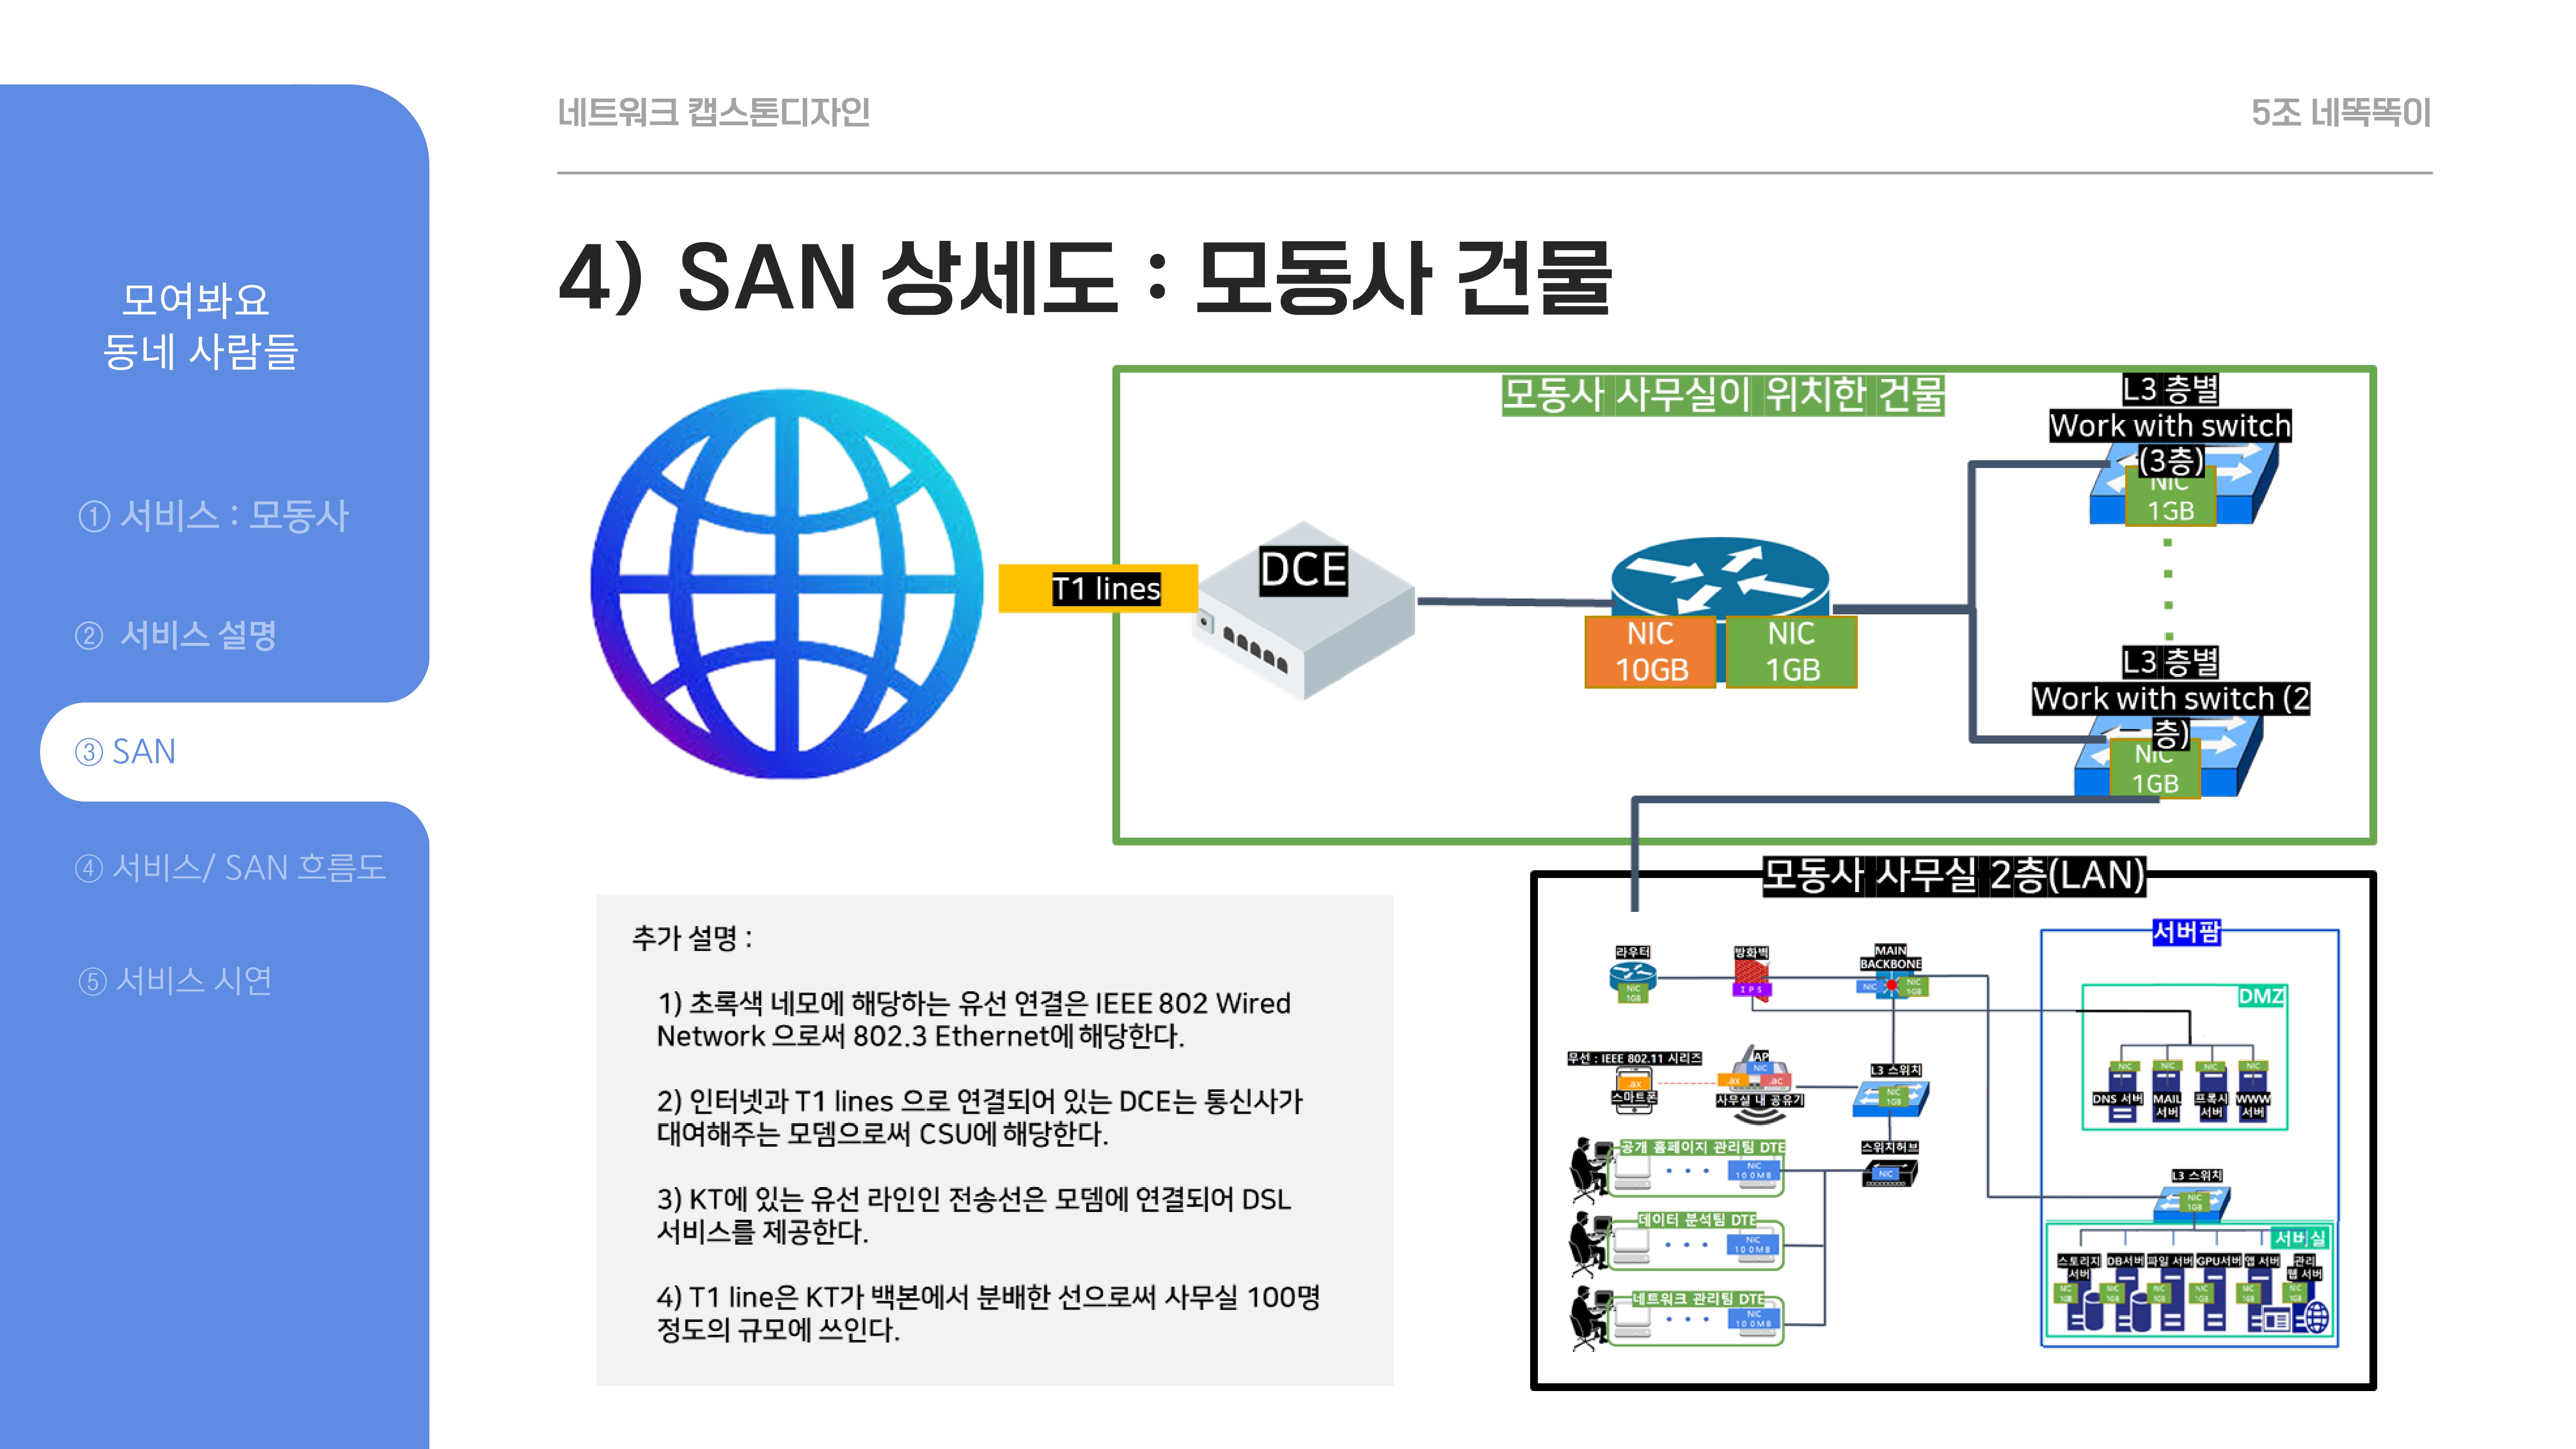 네트워크 캡스톤디자인
5조 네똑똑이
모여봐요
동네 사람들
① 서비스 : 모동사
② 서비스 설명
③ SAN
④ 서비스/ SAN 흐름도
⑤ 서비스 시연
4) SAN 상세도 : 모동사 건물
모동사 사무실이 위치한 건물
T1 lines
DCE
NIC
10GB
NIC
1GB
L3 층별
Work with switch
(3층)
NIC
1GB
L3 층별
Work with switch (2
층)
NIC
1GB
추가 설명 :
1) 초록색 네모에 해당하는 유선 연결은 IEEE 802 Wired
Network 으로써 802.3 Ethernet에 해당한다.
2) 인터넷과 T1 lines 으로 연결되어 있는 DCE는 통신사가
대여해주는 모뎀으로써 CSU에 해당한다.
3) KT에 있는 유선 라인인 전송선은 모뎀에 연결되어 DSL
서비스를 제공한다.
4) T1 line은 KT가 백본에서 분배한 선으로써 사무실 100명
정도의 규모에 쓰인다.
모동사 사무실 2층(LAN)
라우터
NIC
1GB
방화벽
I P S
MAIN
BACKBONE
NIC
NIC
1GB
무선 : IEEE 802.11 시리즈
.ax
스마트폰
AP
NIC
.ax
.ac
사무실 내 공유기
L3 스위치
NIC
1GB
스위치허브
NIC
공개 홈페이지 관리팀 DTE
NIC
100MB
데이터 분석팀 DTE
NIC
100MB
네트워크 관리팀 DTE
NIC
100MB
서버팜
DMZ
NIC
NIC
NIC
NIC
DNS 서버
MAIL
서버
프록시
서버
WWW
서버
L3 스위치
NIC
1GB
서버실
스토리지
서버
DB서버
파일 서버
GPU서버
앱 서버
관리
웹 서버
NIC
1GB
NIC
1GB
NIC
1GB
NIC
1GB
NIC
1GB
NIC
1GB